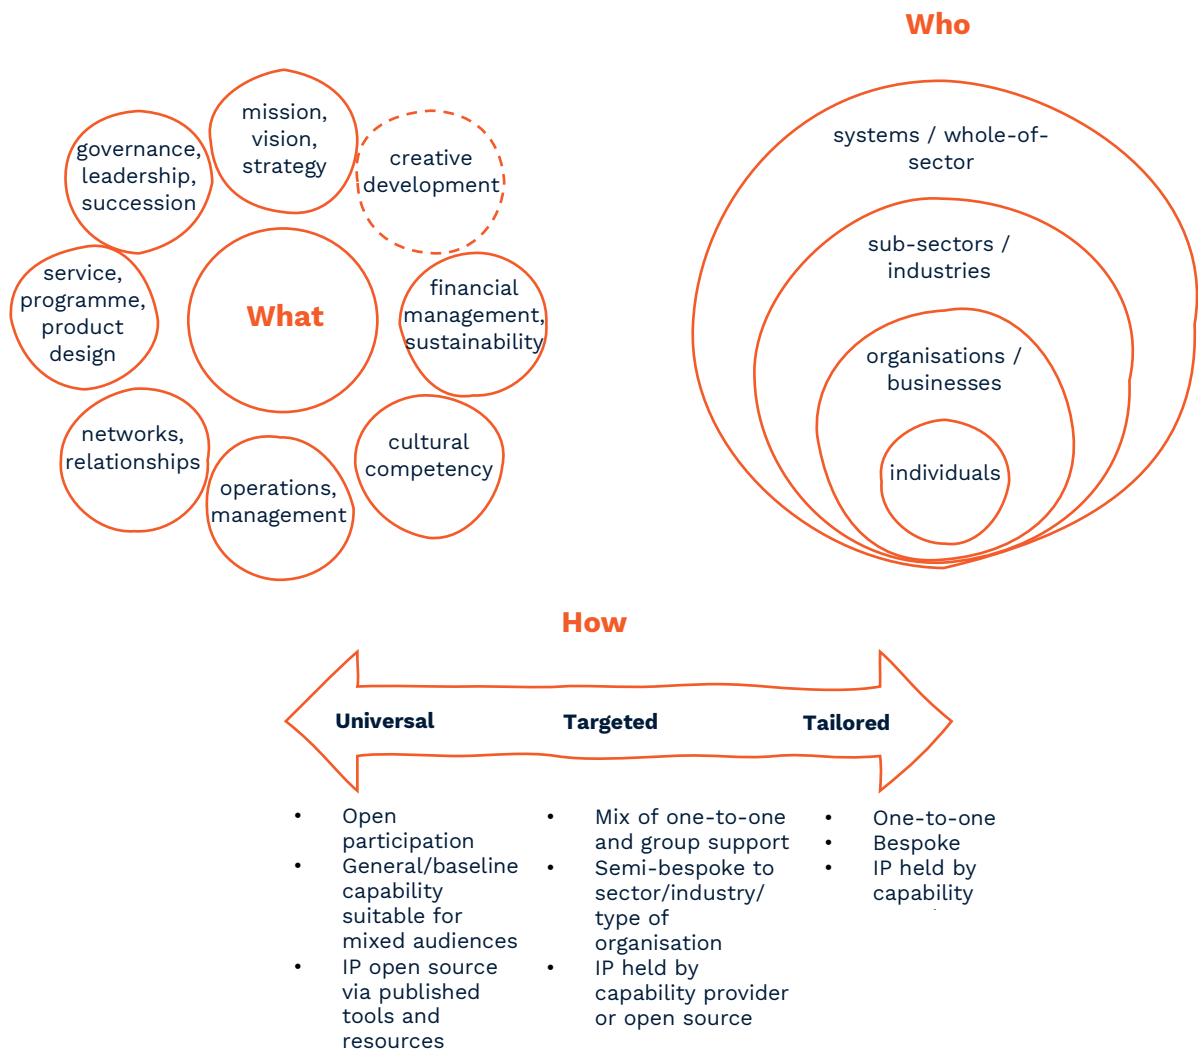 Who
mission,
vision,
strategy
governance,
leadership,
succession
creative
development
service,
programme,
product
design
What
financial
management,
sustainability
networks,
relationships
cultural
competency
operations,
management
systems / whole-of-
sector
sub-sectors /
industries
organisations /
businesses
individuals
How
Universal
Targeted
Tailored
• Open
participation
• General/baseline
capability
suitable for
mixed audiences
• IP open source
via published
tools and
resources
• Mix of one-to-one
and group support
• Semi-bespoke to
sector/industry/
type of
organisation
• IP held by
capability provider
or open source
• One-to-one
• Bespoke
• IP held by
capability